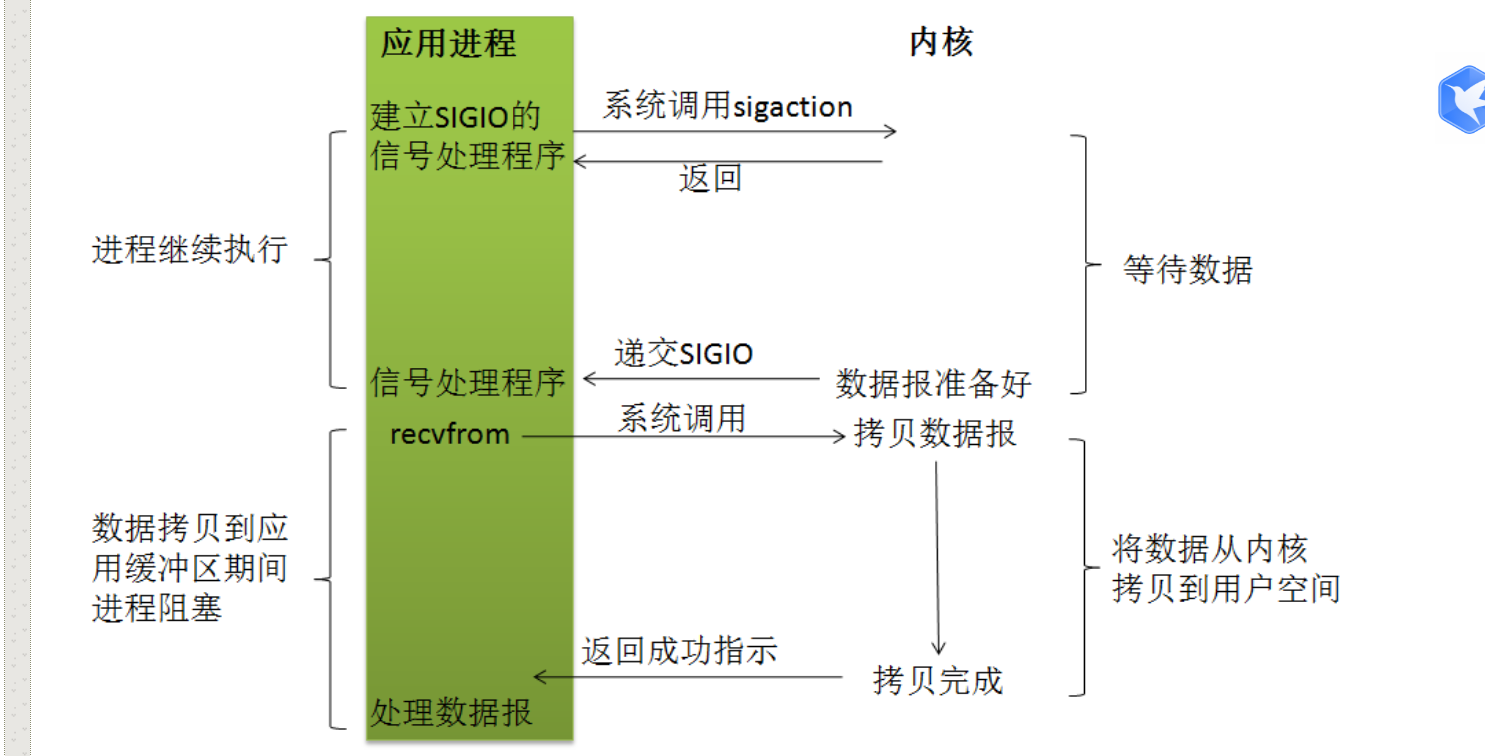 应用进程
内核
建立SIGIO的
信号处理程序
系统调用sigaction
返回
进程继续执行
等待数据
递交SIGIO
信号处理程序
数据报准备好
recvfrom
系统调用
拷贝数据报
数据拷贝到应
用缓冲区期间
进程阻塞
将数据从内核
拷贝到用户空间
返回成功指示
拷贝完成
处理数据报